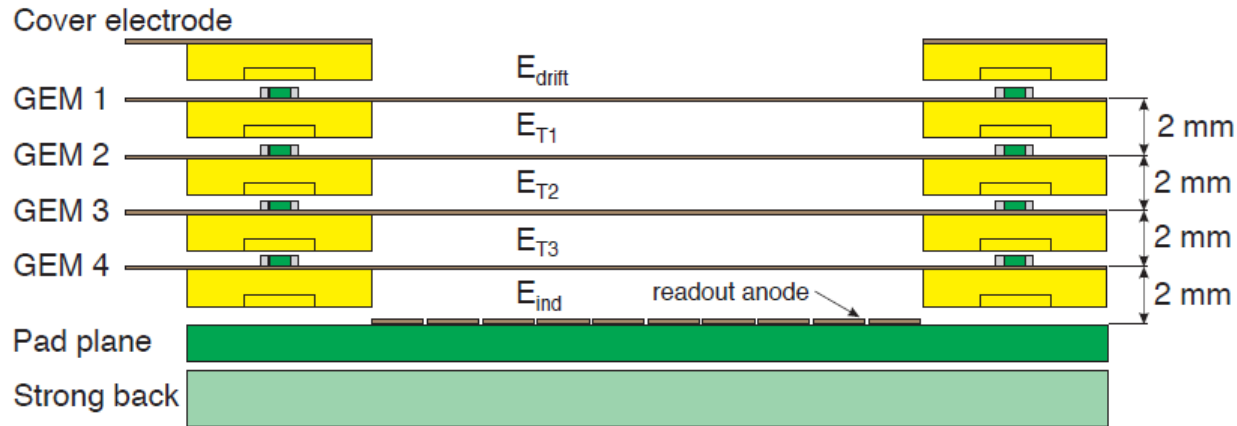 Cover electrode
E_drift
GEM 1
E_T1
2 mm
GEM 2
E_T2
2 mm
GEM 3
E_T3
2 mm
GEM 4
E_ind
readout anode
2 mm
Pad plane
Strong back